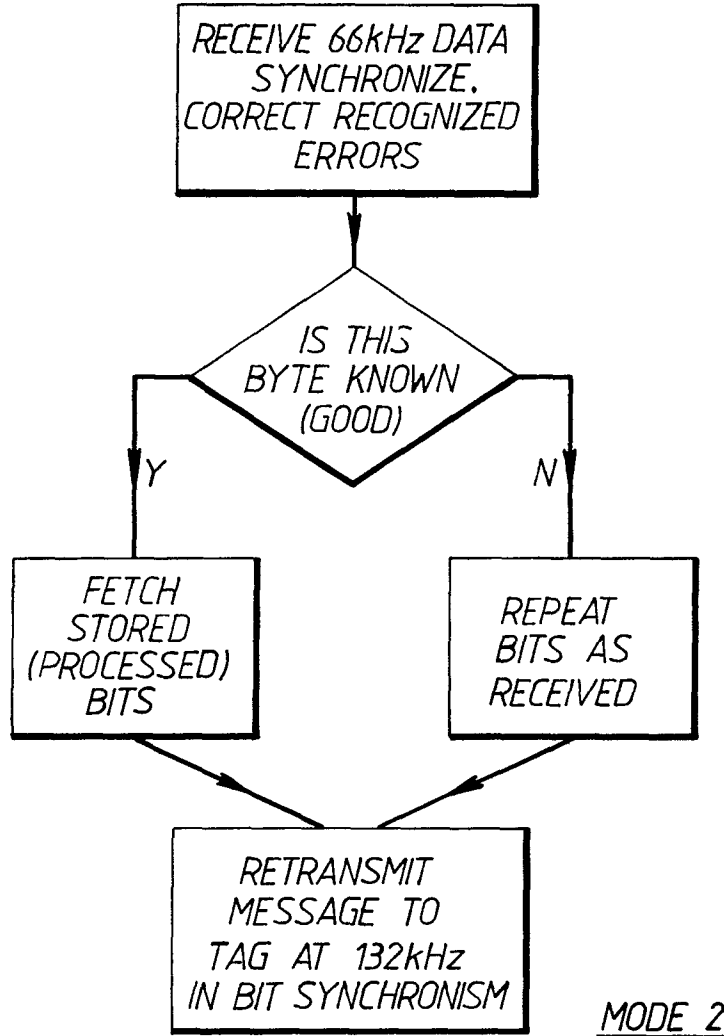 RECEIVE 66kHz DATA
SYNCHRONIZE.
CORRECT RECOGNIZED
ERRORS
IS THIS
BYTE KNOWN
(GOOD)
Y
N
FETCH
STORED
(PROCESSED)
BITS
REPEAT
BITS AS
RECEIVED
RETRANSMIT
MESSAGE TO
TAG AT 132kHz
IN BIT SYNCHRONISM
MODE 2